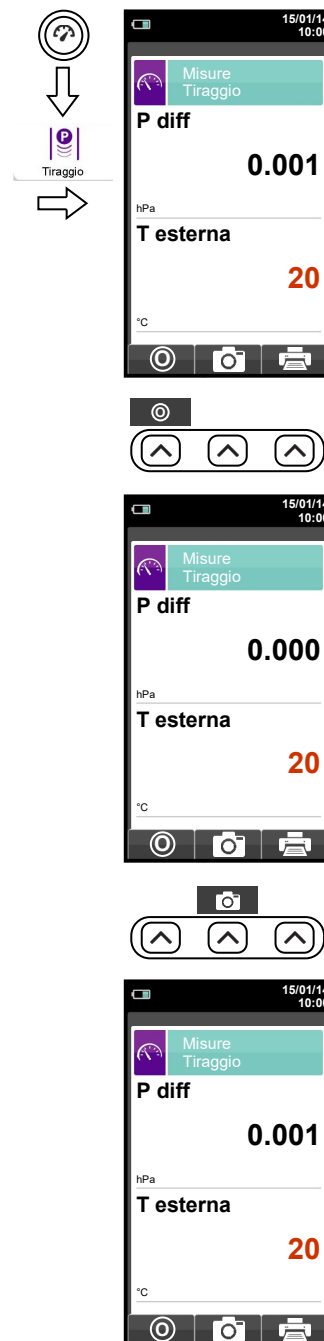 15/01/14
10:00
Misure
Tiraggio
P diff
0.001
hPa
T esterna
20
°C
Tiraggio
15/01/14
10:00
Misure
Tiraggio
P diff
0.000
hPa
T esterna
20
°C
15/01/14
10:00
Misure
Tiraggio
P diff
0.001
hPa
T esterna
20
°C